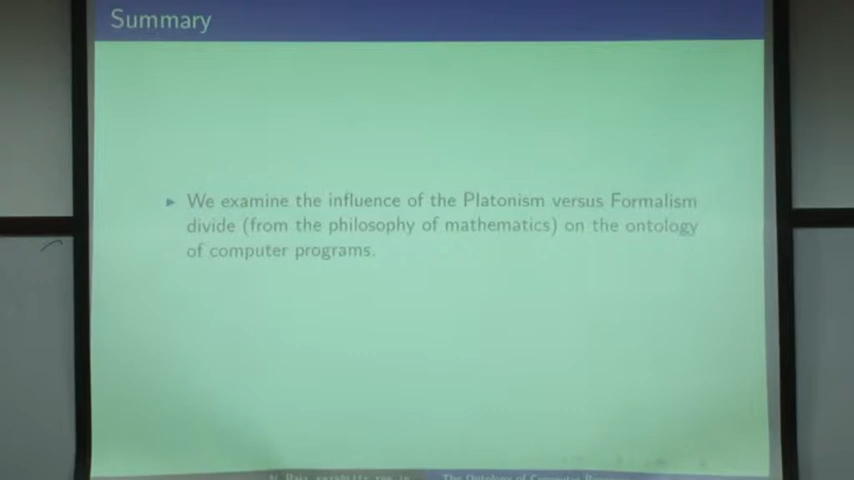 Summary
We examine the influence of the Platonism versus Formalism
divide (from the philosophy of mathematics) on the ontology
of computer programs.
The Ontology of Computer